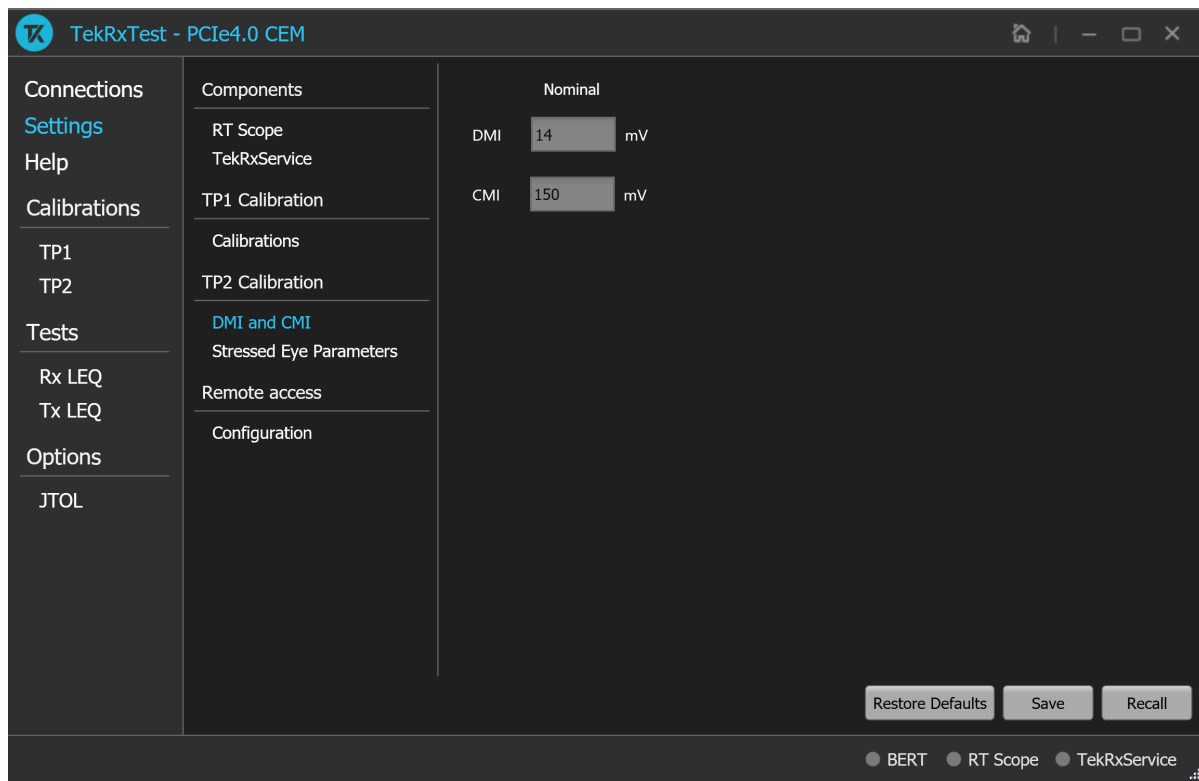 TekRxTest - PCIe4.0 CEM
Connections
Settings
Help
Calibrations
TP1
TP2
Tests
Rx LEQ
Tx LEQ
Options
JTOL
Components
RT Scope
TekRxService
TP1 Calibration
Calibrations
TP2 Calibration
DMI and CMI
Stressed Eye Parameters
Remote access
Configuration
Nominal
DMI 14 mV
CMI 150 mV
Restore Defaults Save Recall
BERT RT Scope TekRxService